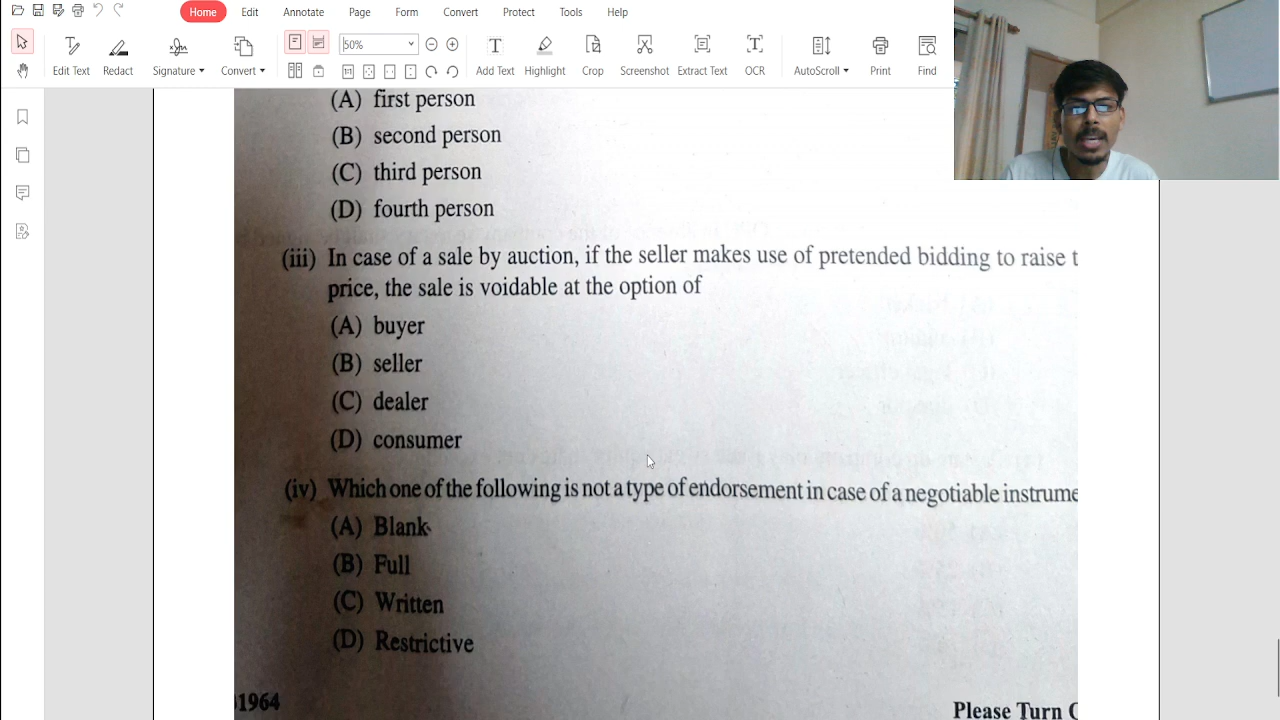 Home Edit Annotate Page Form Convert Protect Tools Help
50%
Edit Text Redact Signature Convert Add Text Highlight Crop Screenshot Extract Text OCR AutoScroll Print Find
(A) first person
(B) second person
(C) third person
(D) fourth person
(iii) In case of a sale by auction, if the seller makes use of pretended bidding to raise t
price, the sale is voidable at the option of
(A) buyer
(B) seller
(C) dealer
(D) consumer
(iv) Which one of the following is not a type of endorsement in case of a negotiable instrume
(A) Blank
(B) Full
(C) Written
(D) Restrictive
1964
Please Turn